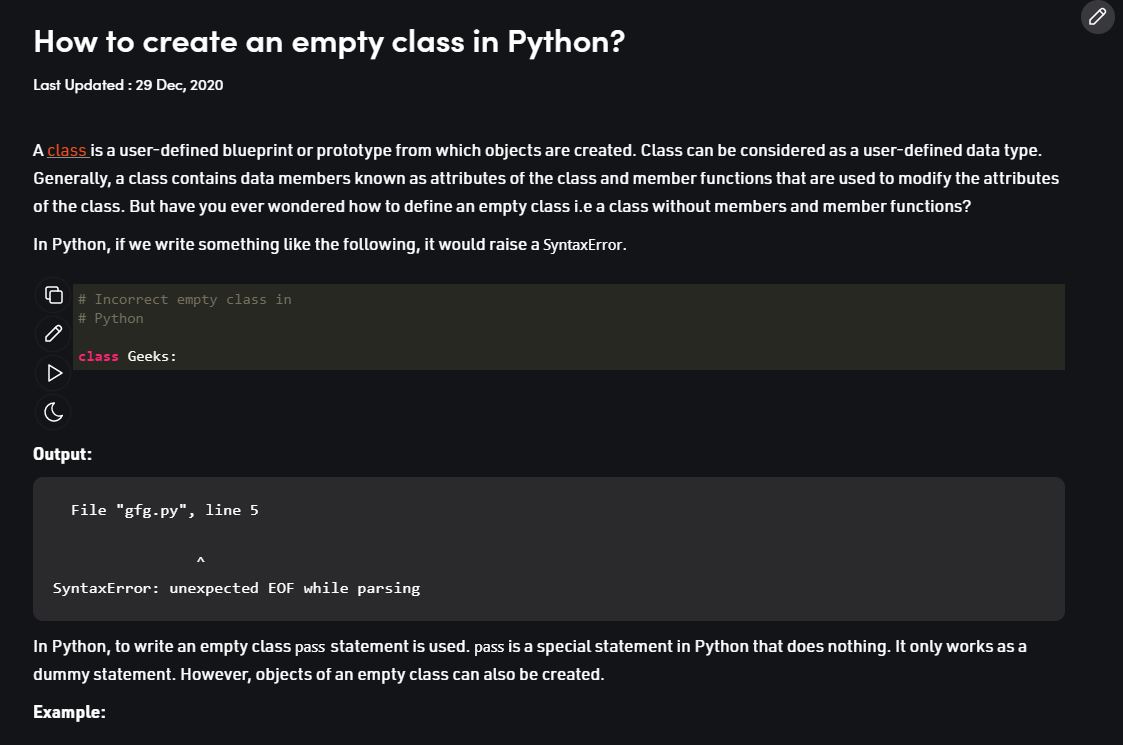 How to create an empty class in Python?
Last Updated : 29 Dec, 2020
A class is a user-defined blueprint or prototype from which objects are created. Class can be considered as a user-defined data type.
Generally, a class contains data members known as attributes of the class and member functions that are used to modify the attributes
of the class. But have you ever wondered how to define an empty class i.e a class without members and member functions?
In Python, if we write something like the following, it would raise a SyntaxError.
# Incorrect empty class in
# Python
class Geeks:
Output:
File "gfg.py", line 5
^
SyntaxError: unexpected EOF while parsing
In Python, to write an empty class pass statement is used. pass is a special statement in Python that does nothing. It only works as a
dummy statement. However, objects of an empty class can also be created.
Example: